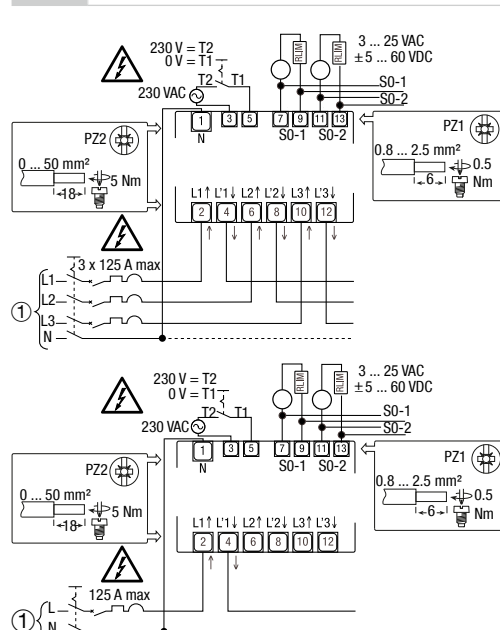 230 V = T2
0 V = T1
T2 T1
230 VAC
RLIM RLIM
3 ... 25 VAC
±5 ... 60 VDC
S0-1
S0-2
1 3 5 7 9 11 13
N S0-1 S0-2
PZ2
0 ... 50 mm²
18
5 Nm
PZ1
0.8 ... 2.5 mm²
6
0.5 Nm
L1↑ L'1↓ L2↑ L'2↓ L3↑ L'3↓
2 4 6 8 10 12
3 x 125 A max
① L1
L2
L3
N
230 V = T2
0 V = T1
T2 T1
230 VAC
RLIM RLIM
3 ... 25 VAC
±5 ... 60 VDC
S0-1
S0-2
1 3 5 7 9 11 13
N S0-1 S0-2
PZ2
0 ... 50 mm²
18
5 Nm
PZ1
0.8 ... 2.5 mm²
6
0.5 Nm
L1↑ L'1↓ L2↑ L'2↓ L3↑ L'3↓
2 4 6 8 10 12
125 A max
① L
N